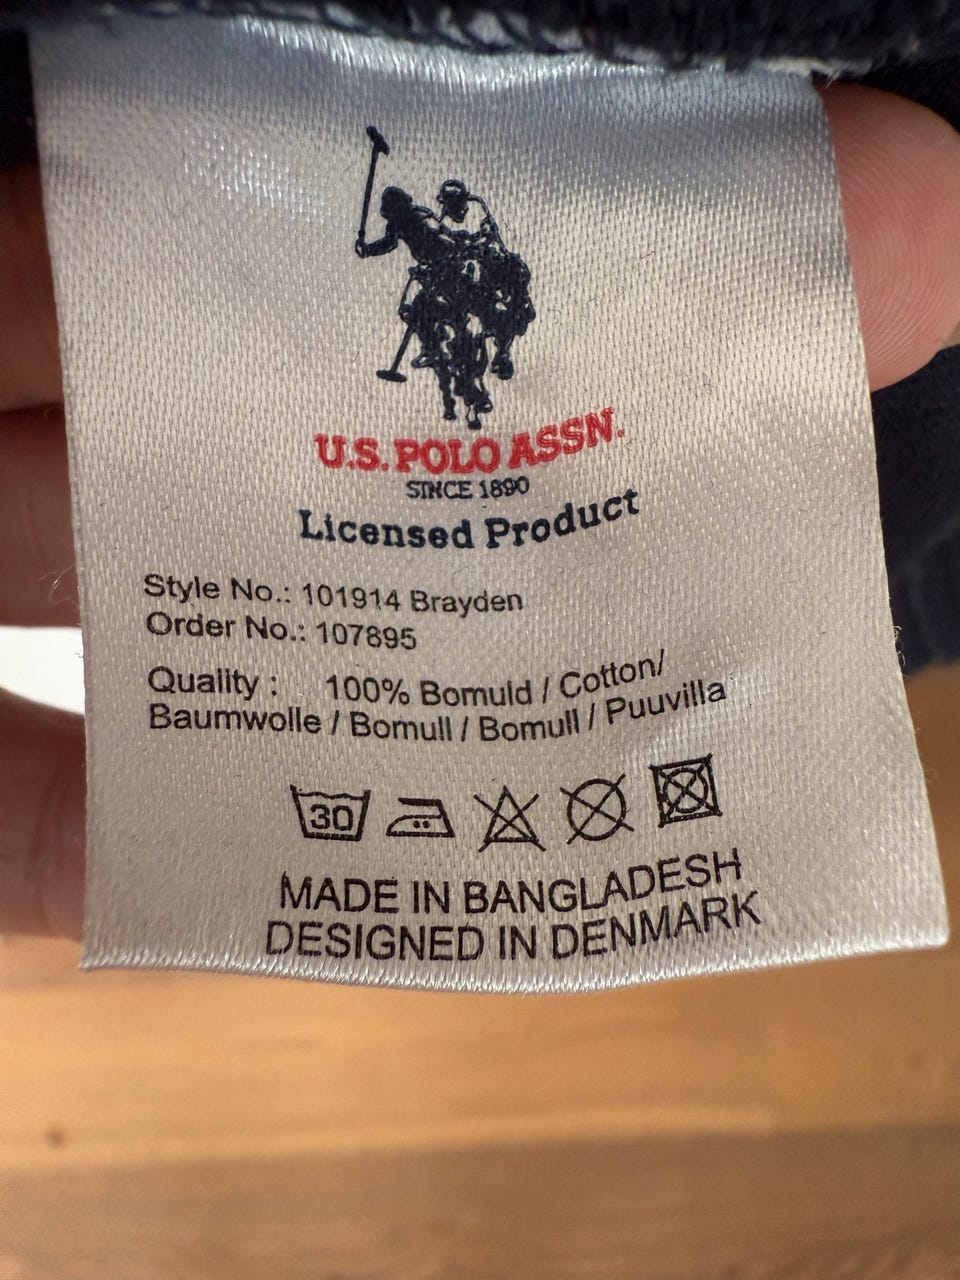 U.S. POLO ASSN.
SINCE 1890
Licensed Product
Style No.: 101914 Brayden
Order No.: 107895
Quality : 100% Bomuld / Cotton/
Baumwolle / Bomull / Bomull / Puuvilla
30
MADE IN BANGLADESH
DESIGNED IN DENMARK